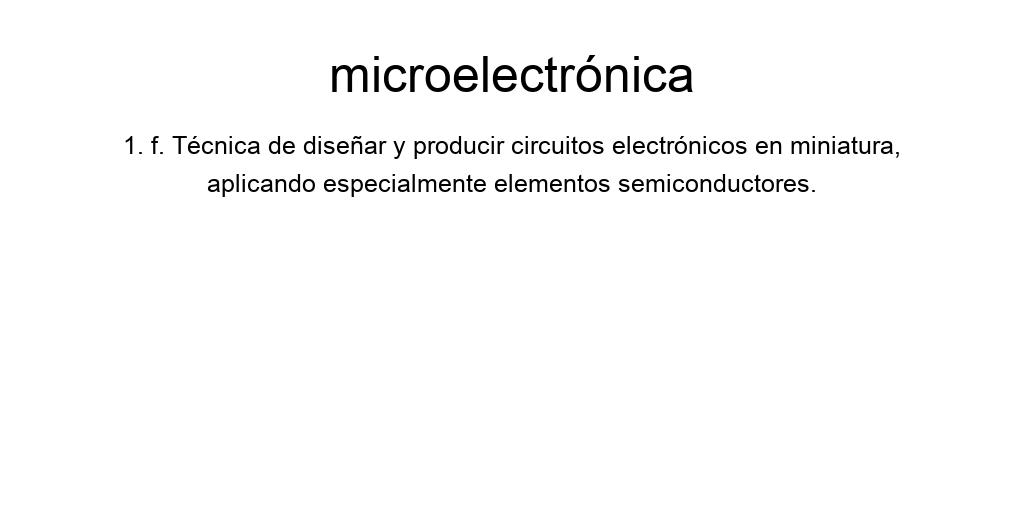 microelectrónica
1. f. Técnica de diseñar y producir circuitos electrónicos en miniatura,
aplicando especialmente elementos semiconductores.